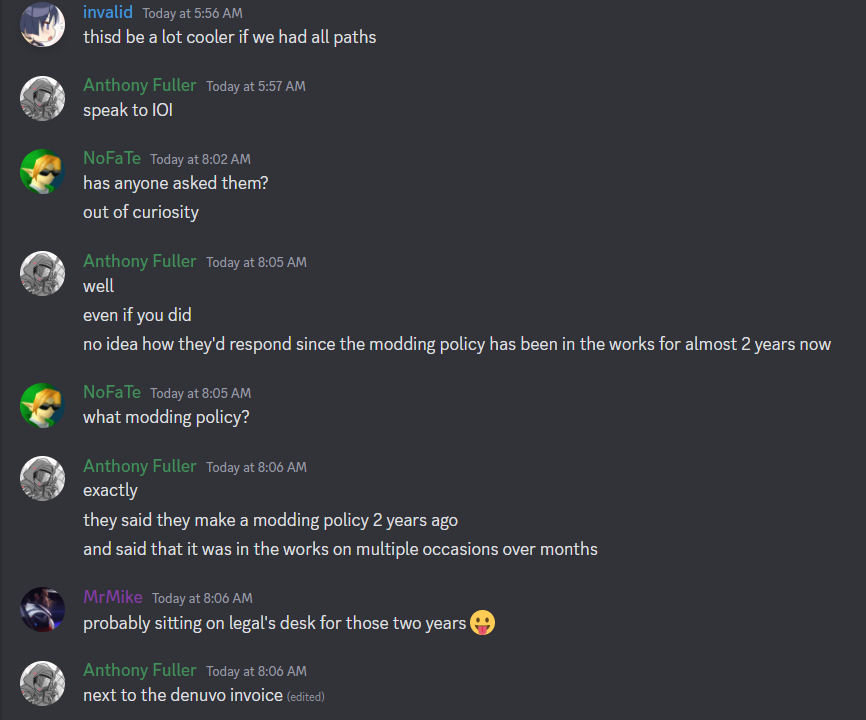 invalid Today at 5:56 AM
thisd be a lot cooler if we had all paths
Anthony Fuller Today at 5:57 AM
speak to IOI
NoFaTe Today at 8:02 AM
has anyone asked them?
out of curiosity
Anthony Fuller Today at 8:05 AM
well
even if you did
no idea how they'd respond since the modding policy has been in the works for almost 2 years now
NoFaTe Today at 8:05 AM
what modding policy?
Anthony Fuller Today at 8:06 AM
exactly
they said they make a modding policy 2 years ago
and said that it was in the works on multiple occasions over months
MrMike Today at 8:06 AM
probably sitting on legal's desk for those two years 😛
Anthony Fuller Today at 8:06 AM
next to the denuvo invoice (edited)